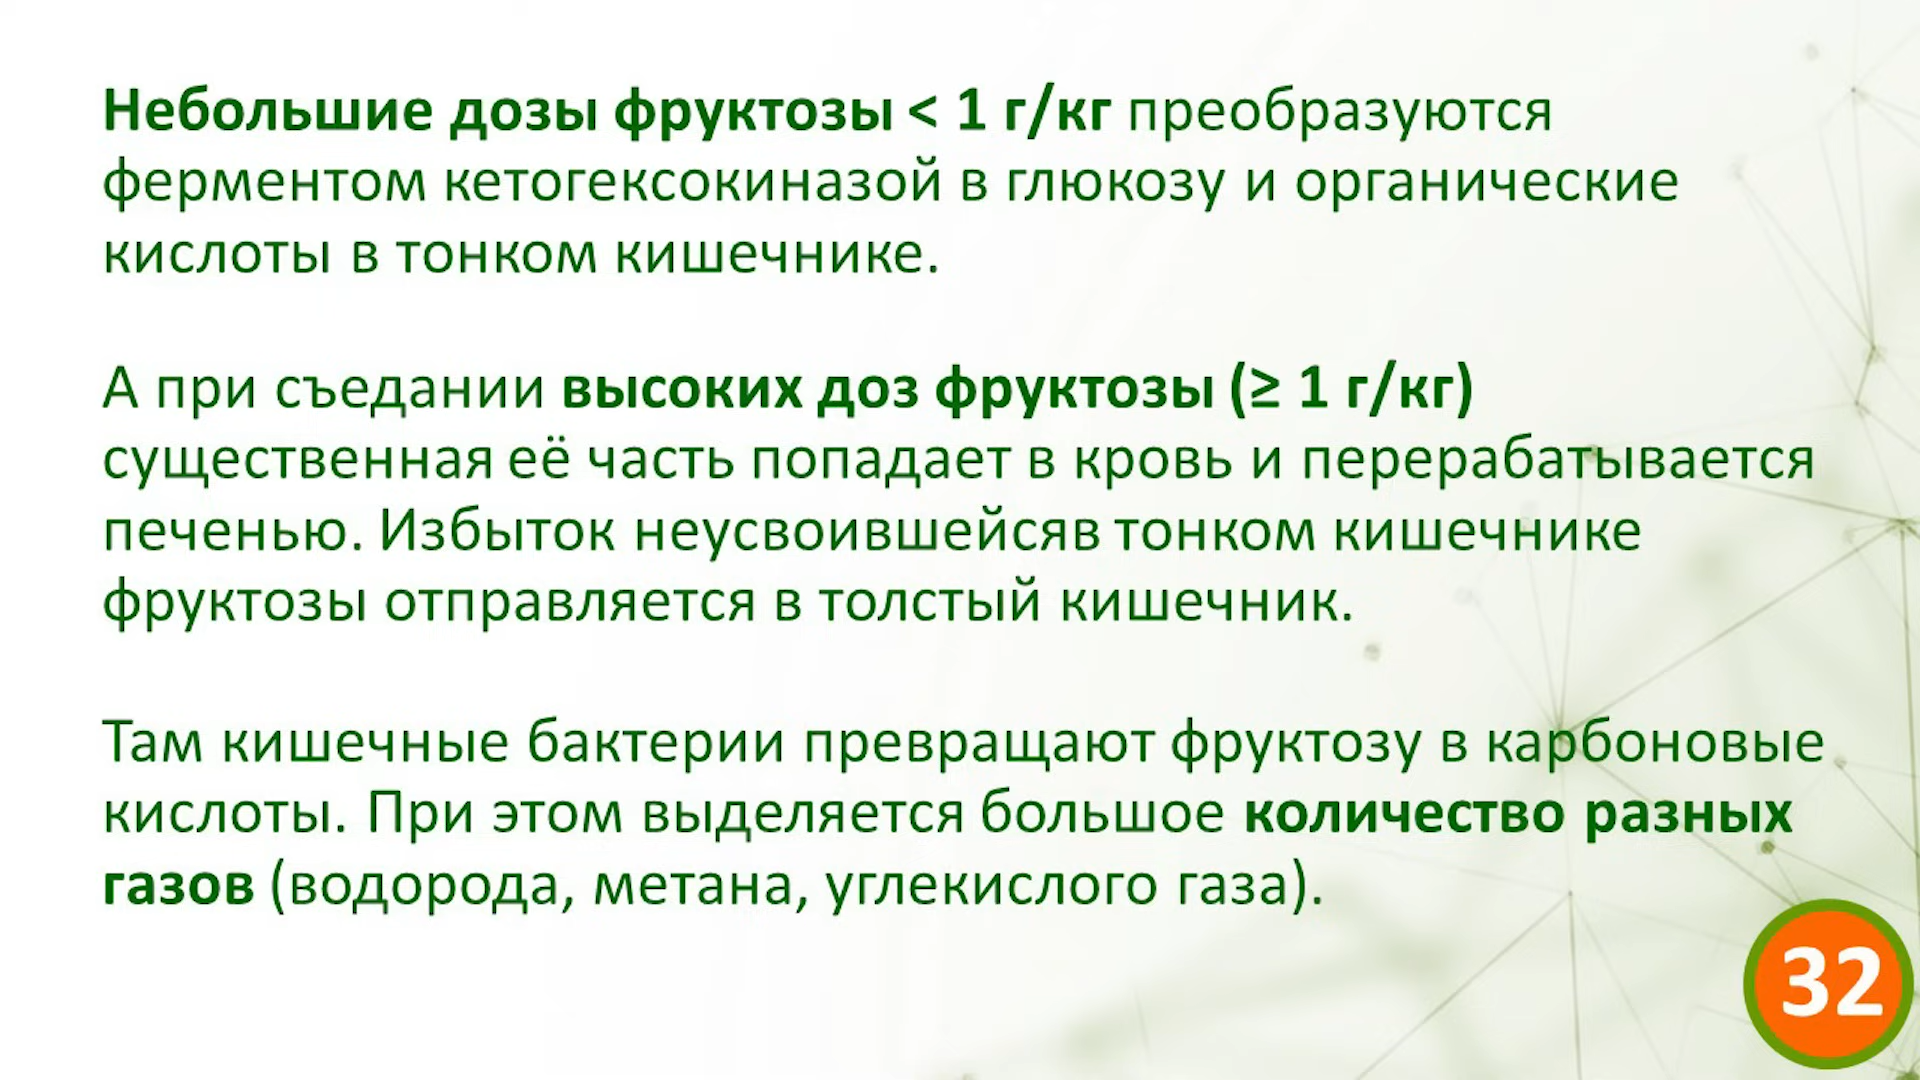 Небольшие дозы фруктозы < 1 г/кг преобразуются
ферментом кетогексокиназой в глюкозу и органические
кислоты в тонком кишечнике.
А при съедании высоких доз фруктозы (≥ 1 г/кг)
существенная её часть попадает в кровь и перерабатывается
печенью. Избыток неусвоившейсяв тонком кишечнике
фруктозы отправляется в толстый кишечник.
Там кишечные бактерии превращают фруктозу в карбоновые
кислоты. При этом выделяется большое количество разных
газов (водорода, метана, углекислого газа).
32